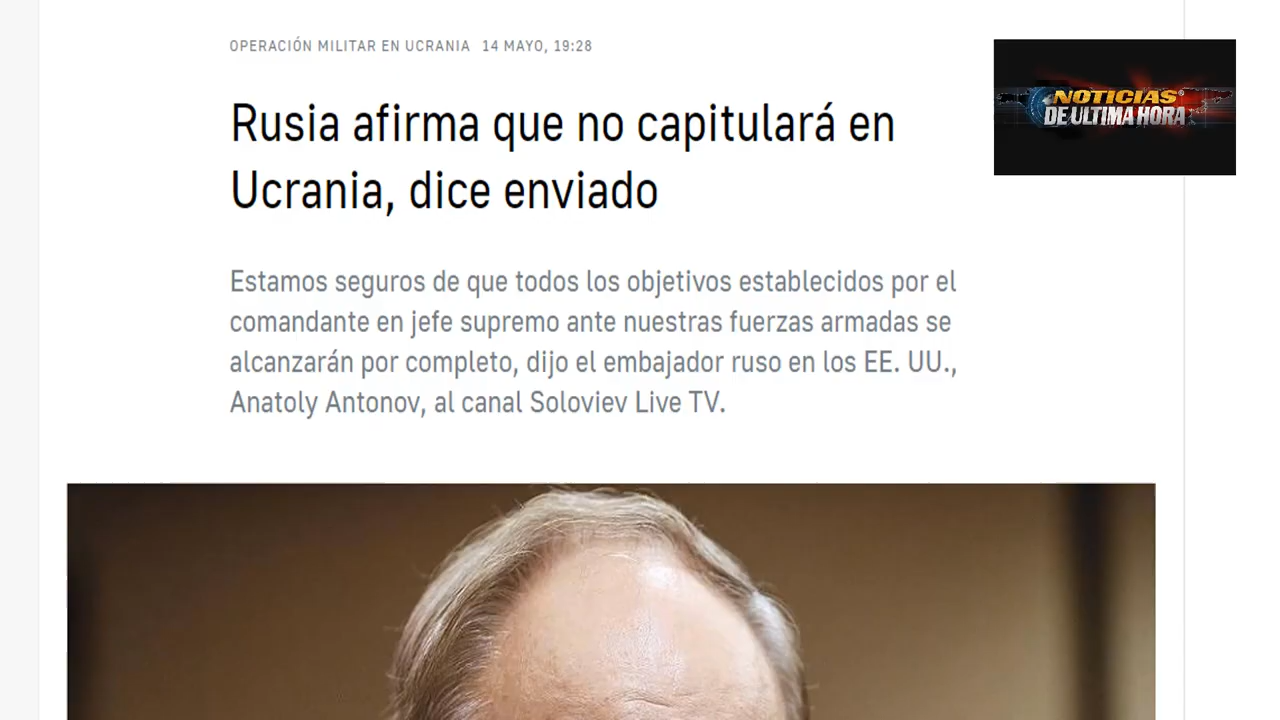 OPERACIÓN MILITAR EN UCRANIA 14 MAYO, 19:28
Rusia afirma que no capitulará en
Ucrania, dice enviado
Estamos seguros de que todos los objetivos establecidos por el
comandante en jefe supremo ante nuestras fuerzas armadas se
alcanzarán por completo, dijo el embajador ruso en los EE. UU.,
Anatoly Antonov, al canal Soloviev Live TV.
NOTICIAS
DE ULTIMA HORA